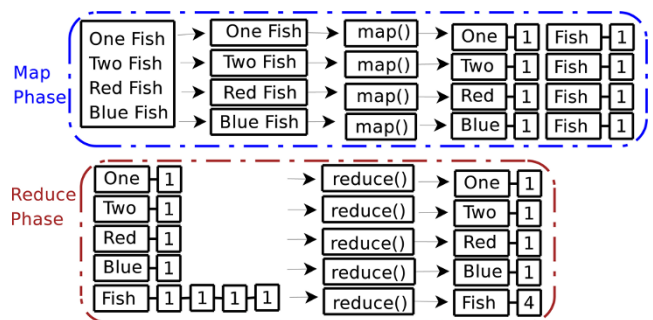 Map
Phase
One Fish
Two Fish
Red Fish
Blue Fish
One Fish map() One 1 Fish 1
Two Fish map() Two 1 Fish 1
Red Fish map() Red 1 Fish 1
Blue Fish map() Blue 1 Fish 1
Reduce
Phase
One 1 reduce() One 1
Two 1 reduce() Two 1
Red 1 reduce() Red 1
Blue 1 reduce() Blue 1
Fish 1 1 1 1 reduce() Fish 4